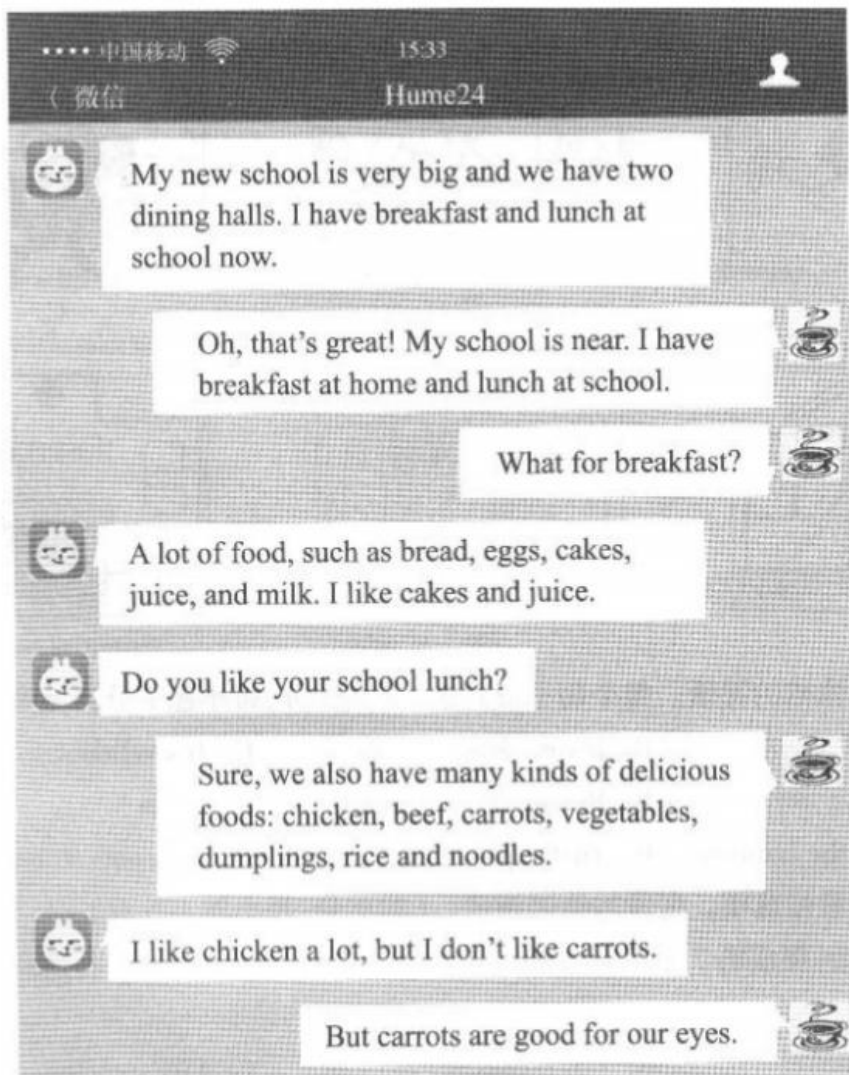 中国移动 15:33
〈 微信 Hume24
My new school is very big and we have two
dining halls. I have breakfast and lunch at
school now.
Oh, that's great! My school is near. I have
breakfast at home and lunch at school.
What for breakfast?
A lot of food, such as bread, eggs, cakes,
juice, and milk. I like cakes and juice.
Do you like your school lunch?
Sure, we also have many kinds of delicious
foods: chicken, beef, carrots, vegetables,
dumplings, rice and noodles.
I like chicken a lot, but I don't like carrots.
But carrots are good for our eyes.